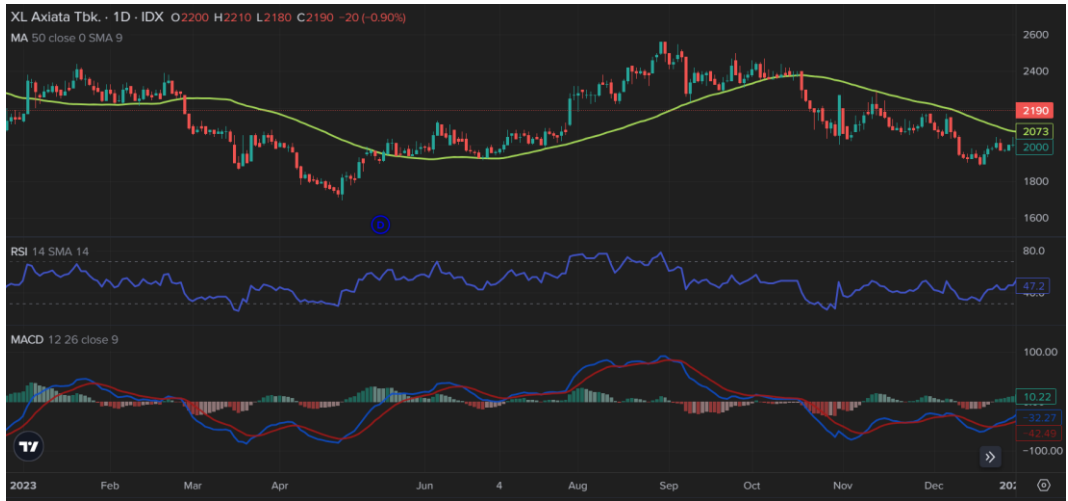 XL Axiata Tbk. · 1D · IDX O2200 H2210 L2180 C2190 −20 (−0.90%)
MA 50 close 0 SMA 9
2600
2400
2190
2073
2000
1800
1600
RSI 14 SMA 14
80.0
47.2
MACD 12 26 close 9
100.00
10.22
−32.27
−42.49
−100.00
2023 Feb Mar Apr Jun 4 Aug Sep Oct Nov Dec